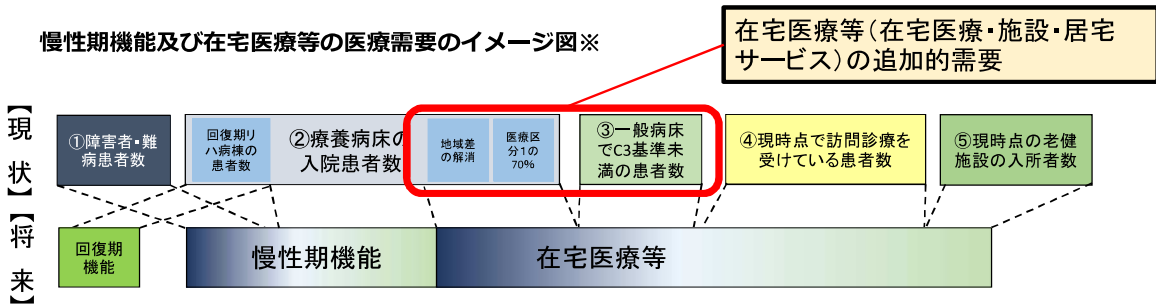 慢性期機能及び在宅医療等の医療需要のイメージ図※
在宅医療等(在宅医療・施設・居宅
サービス)の追加的需要
【現状】
①障害者・難
病患者数
回復期リ
ハ病棟の
患者数
②療養病床の
入院患者数
地域差
の解消
医療区
分1の
70%
③一般病床
でC3基準未
満の患者数
④現時点で訪問診療を
受けている患者数
⑤現時点の老健
施設の入所者数
【将来】
回復期
機能
慢性期機能
在宅医療等